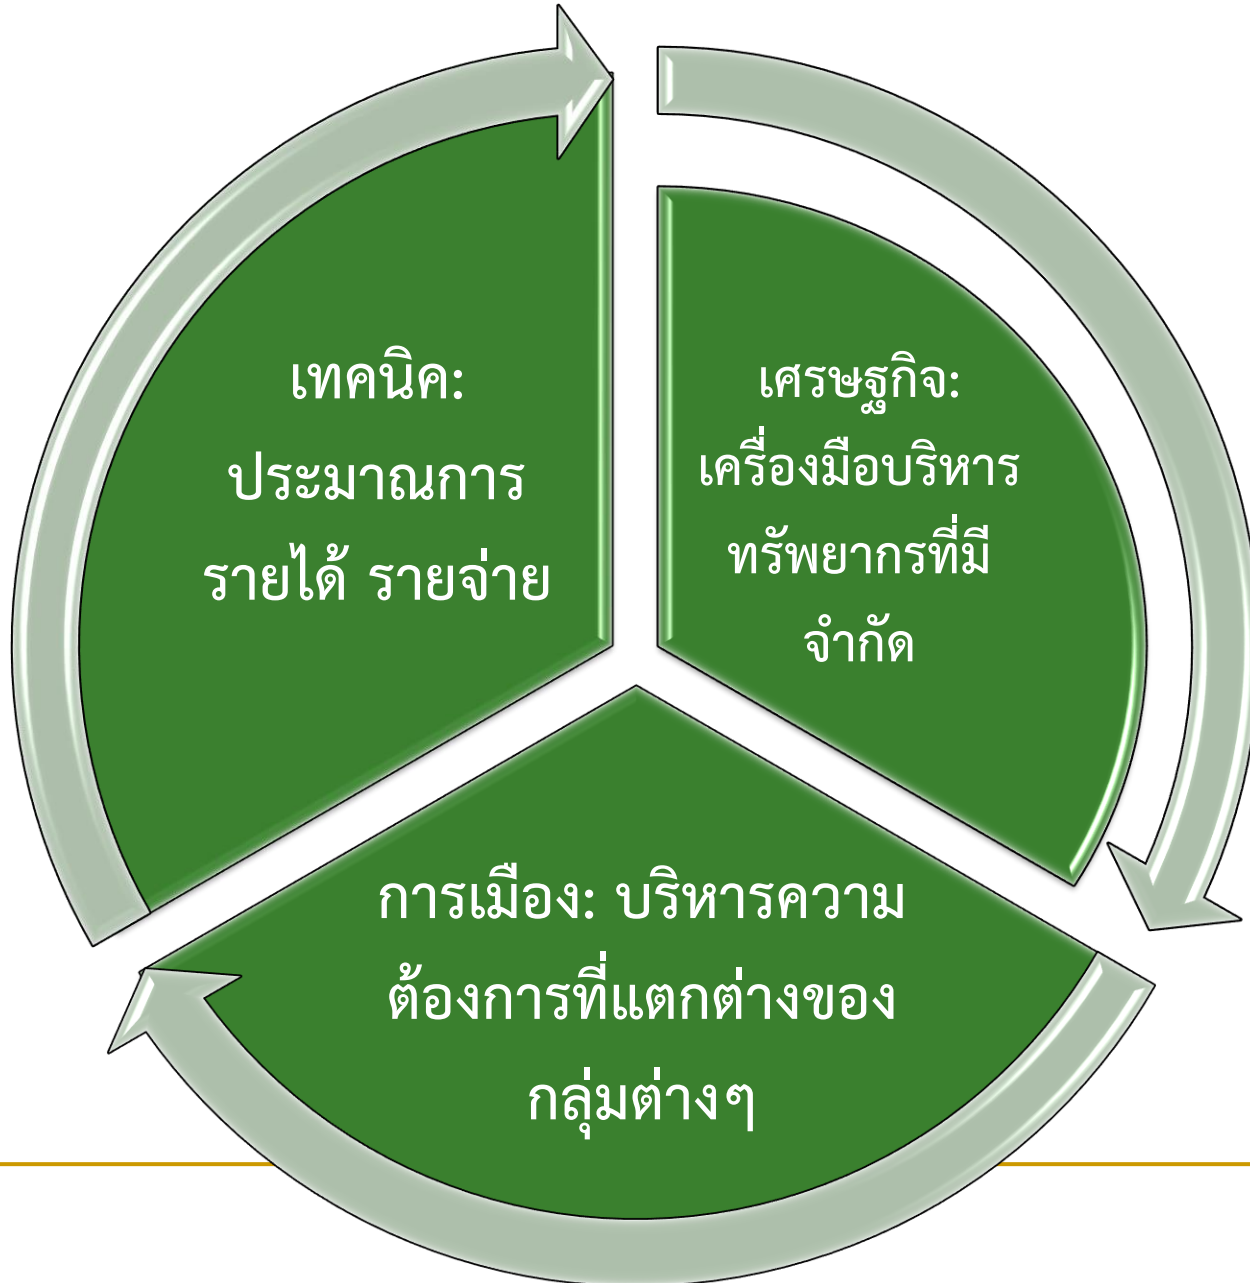 เทคนิค:
ประมาณการ
รายได้ รายจ่าย
เศรษฐกิจ:
เครื่องมือบริหาร
ทรัพยากรที่มี
จำกัด
การเมือง: บริหารความ
ต้องการที่แตกต่างของ
กลุ่มต่างๆ